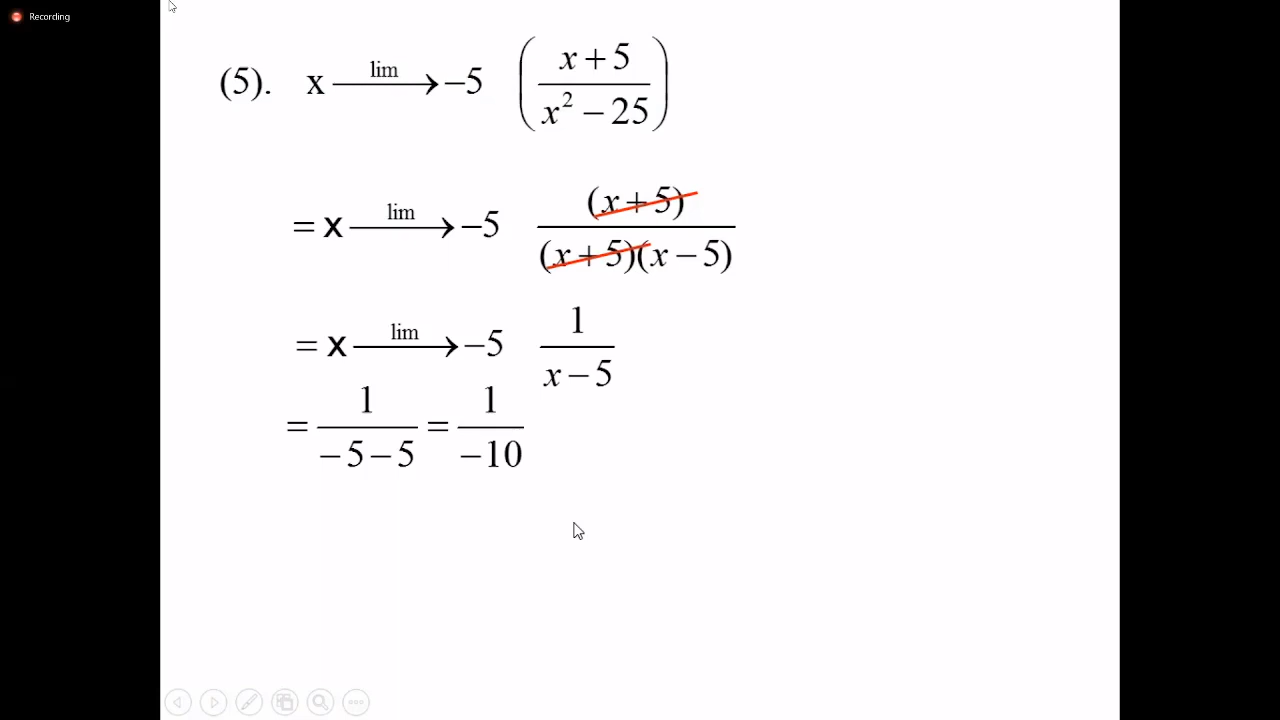 Recording
(5). x lim→ −5 ( (x + 5) / (x² − 25) )
= x lim→ −5 (x + 5) / (x + 5)(x − 5)
= x lim→ −5 1 / (x − 5)
= 1 / (−5 − 5) = 1 / −10